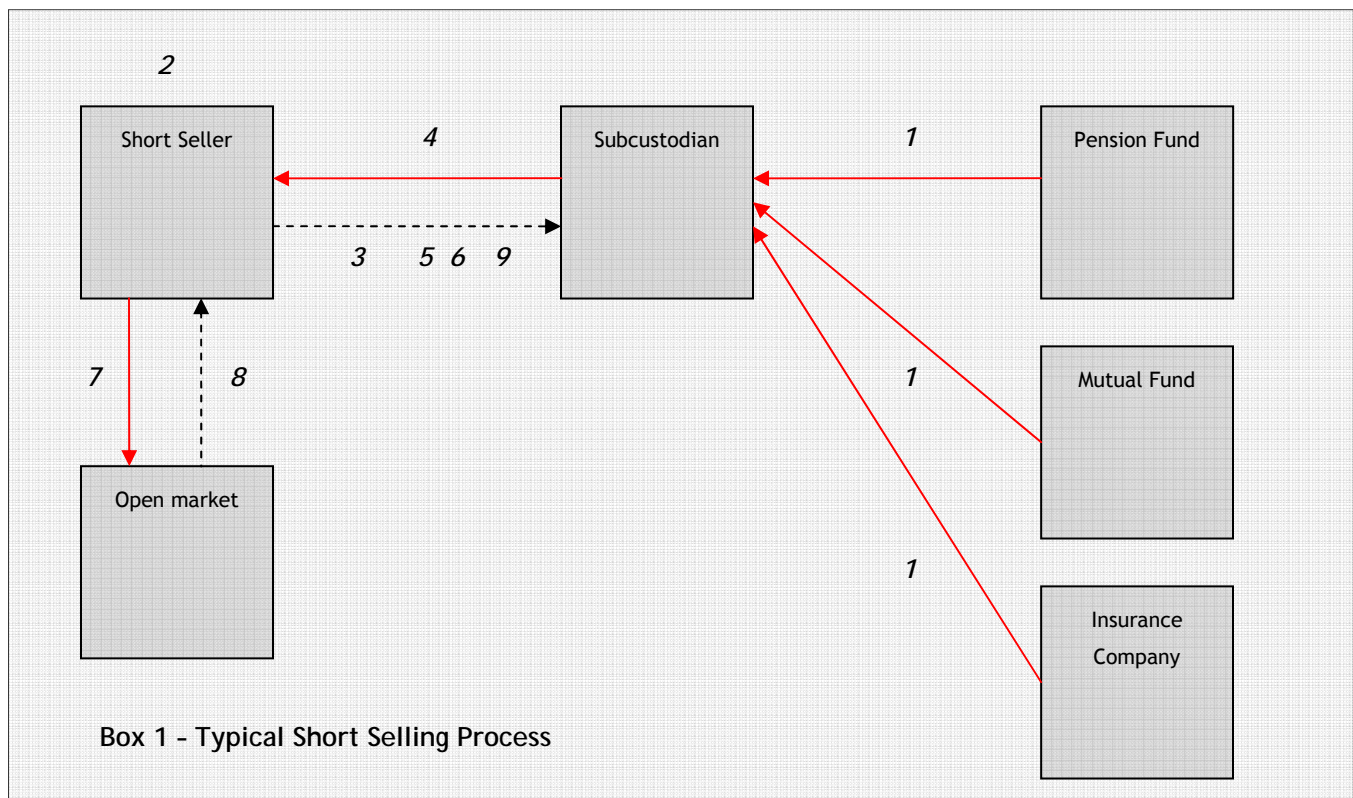 2
Short Seller
4
Subcustodian
1
Pension Fund
3 5 6 9
7
8
1
Mutual Fund
Open market
1
Insurance
Company
Box 1 – Typical Short Selling Process